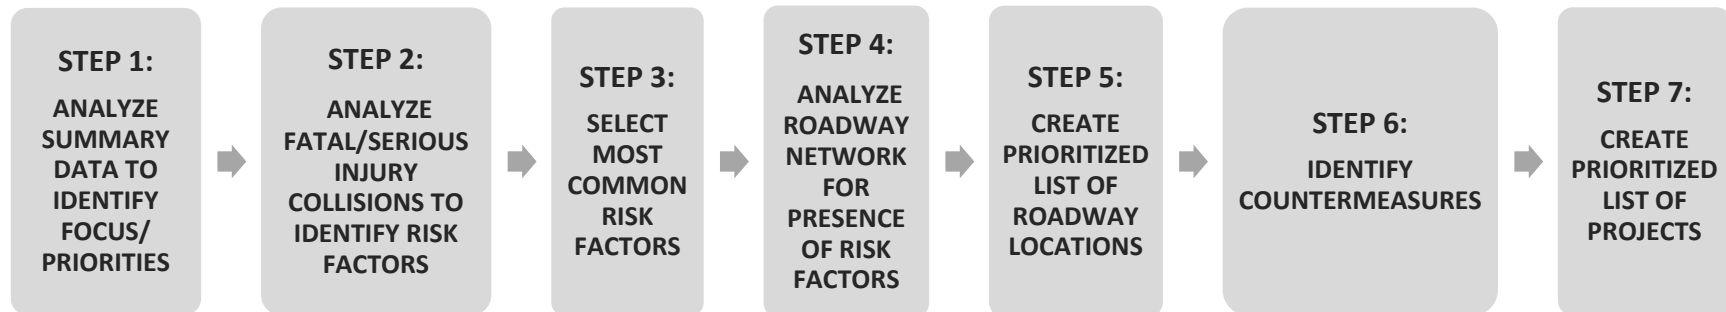 STEP 1:
ANALYZE
SUMMARY
DATA TO
IDENTIFY
FOCUS/
PRIORITIES
STEP 2:
ANALYZE
FATAL/SERIOUS
INJURY
COLLISIONS TO
IDENTIFY RISK
FACTORS
STEP 3:
SELECT
MOST
COMMON
RISK
FACTORS
STEP 4:
ANALYZE
ROADWAY
NETWORK
FOR
PRESENCE
OF RISK
FACTORS
STEP 5:
CREATE
PRIORITIZED
LIST OF
ROADWAY
LOCATIONS
STEP 6:
IDENTIFY
COUNTERMEASURES
STEP 7:
CREATE
PRIORITIZED
LIST OF
PROJECTS